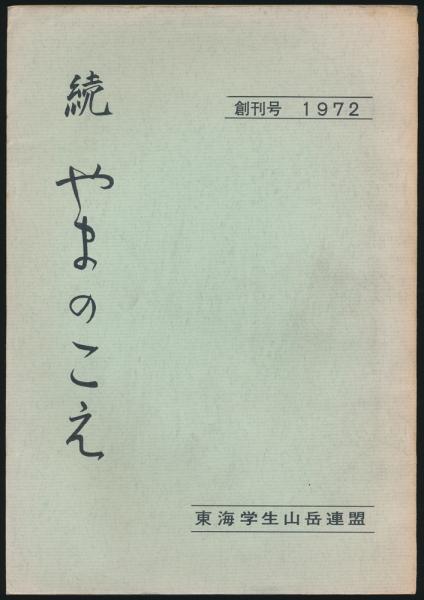 続 やまのこえ
創刊号 1972
東海学生山岳連盟